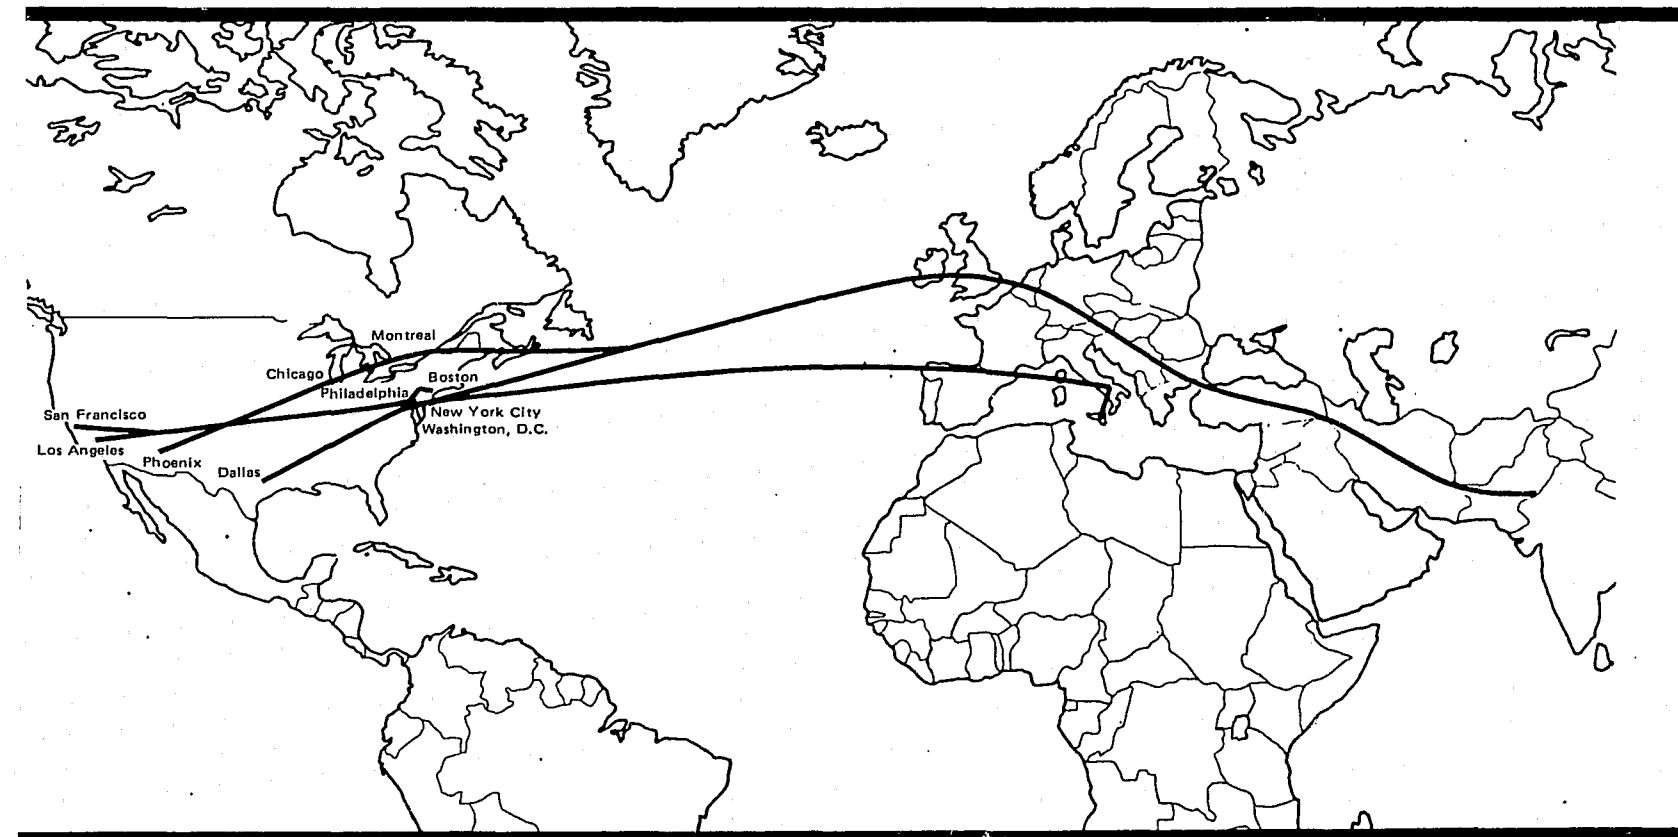 Montreal
Chicago
Boston
Philadelphia
San Francisco
New York City
Washington, D.C.
Los Angeles
Phoenix
Dallas